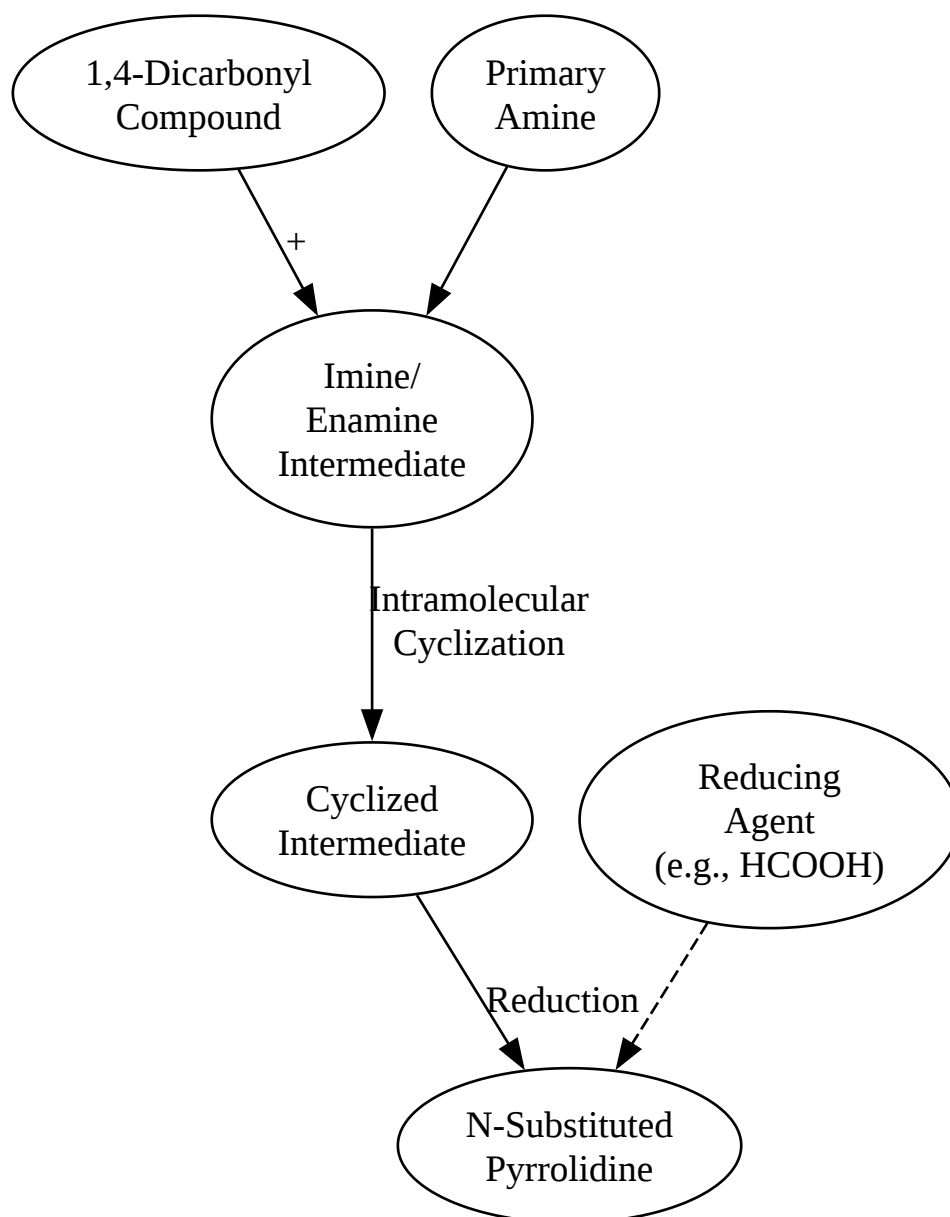 1,4-Dicarbonyl
Compound
Primary
Amine
+
Imine/
Enamine
Intermediate
Intramolecular
Cyclization
Cyclized
Intermediate
Reducing
Agent
(e.g., HCOOH)
Reduction
N-Substituted
Pyrrolidine